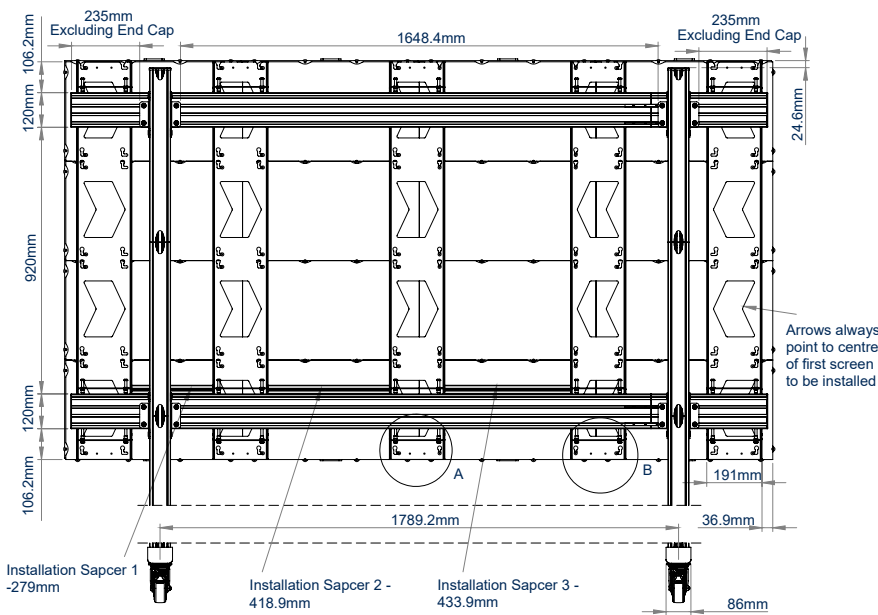 235mm
Excluding End Cap
1648.4mm
235mm
Excluding End Cap
106.2mm
120mm
920mm
120mm
106.2mm
24.6mm
Arrows always
point to centre
of first screen
to be installed
A
B
191mm
36.9mm
1789.2mm
Installation Sapcer 1
-279mm
Installation Sapcer 2 -
418.9mm
Installation Sapcer 3 -
433.9mm
86mm